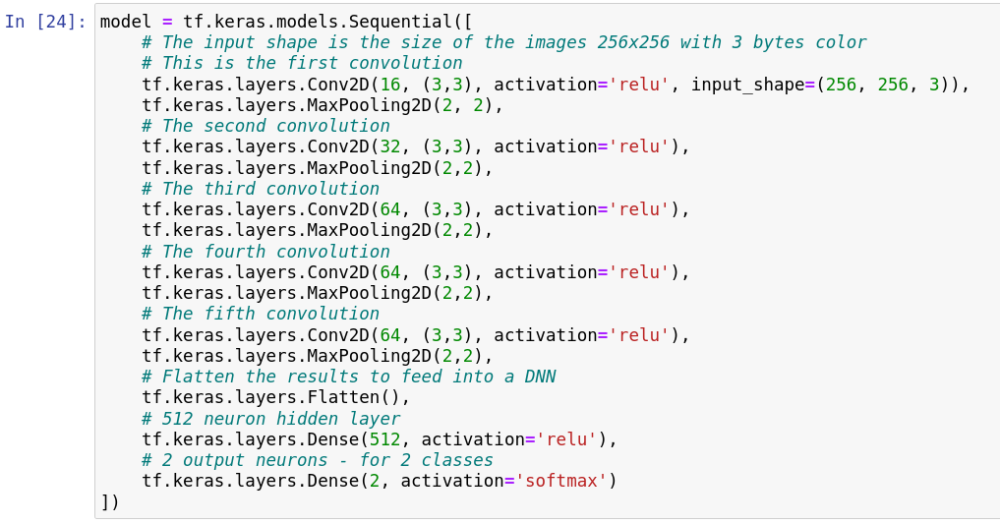 In [24]: model = tf.keras.models.Sequential([
    # The input shape is the size of the images 256x256 with 3 bytes color
    # This is the first convolution
    tf.keras.layers.Conv2D(16, (3,3), activation='relu', input_shape=(256, 256, 3)),
    tf.keras.layers.MaxPooling2D(2, 2),
    # The second convolution
    tf.keras.layers.Conv2D(32, (3,3), activation='relu'),
    tf.keras.layers.MaxPooling2D(2,2),
    # The third convolution
    tf.keras.layers.Conv2D(64, (3,3), activation='relu'),
    tf.keras.layers.MaxPooling2D(2,2),
    # The fourth convolution
    tf.keras.layers.Conv2D(64, (3,3), activation='relu'),
    tf.keras.layers.MaxPooling2D(2,2),
    # The fifth convolution
    tf.keras.layers.Conv2D(64, (3,3), activation='relu'),
    tf.keras.layers.MaxPooling2D(2,2),
    # Flatten the results to feed into a DNN
    tf.keras.layers.Flatten(),
    # 512 neuron hidden layer
    tf.keras.layers.Dense(512, activation='relu'),
    # 2 output neurons - for 2 classes
    tf.keras.layers.Dense(2, activation='softmax')
])